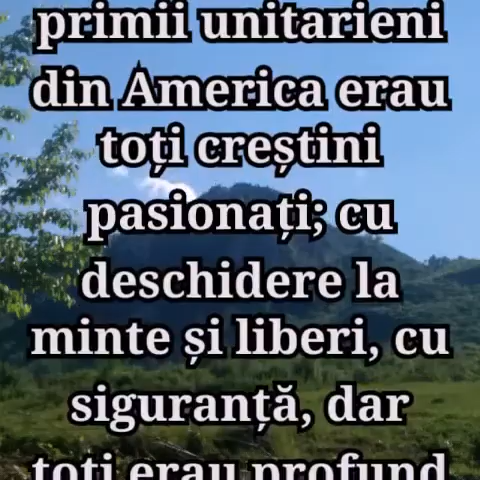 primii unitarieni
din America erau
toți creștini
pasionați; cu
deschidere la
minte și liberi, cu
siguranță, dar
toți erau profund